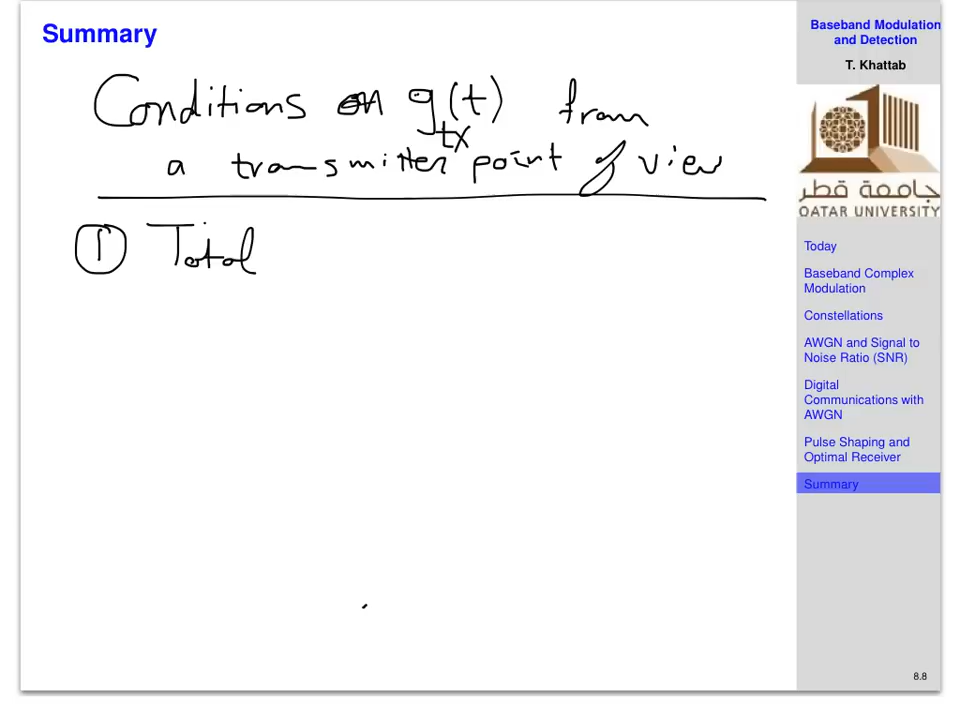 Summary
Conditions on g(t) from
tx
a transmitter point of view
① Total
Baseband Modulation
and Detection
T. Khattab
جامعة قطر
QATAR UNIVERSITY
Today
Baseband Complex
Modulation
Constellations
AWGN and Signal to
Noise Ratio (SNR)
Digital
Communications with
AWGN
Pulse Shaping and
Optimal Receiver
Summary
8.8